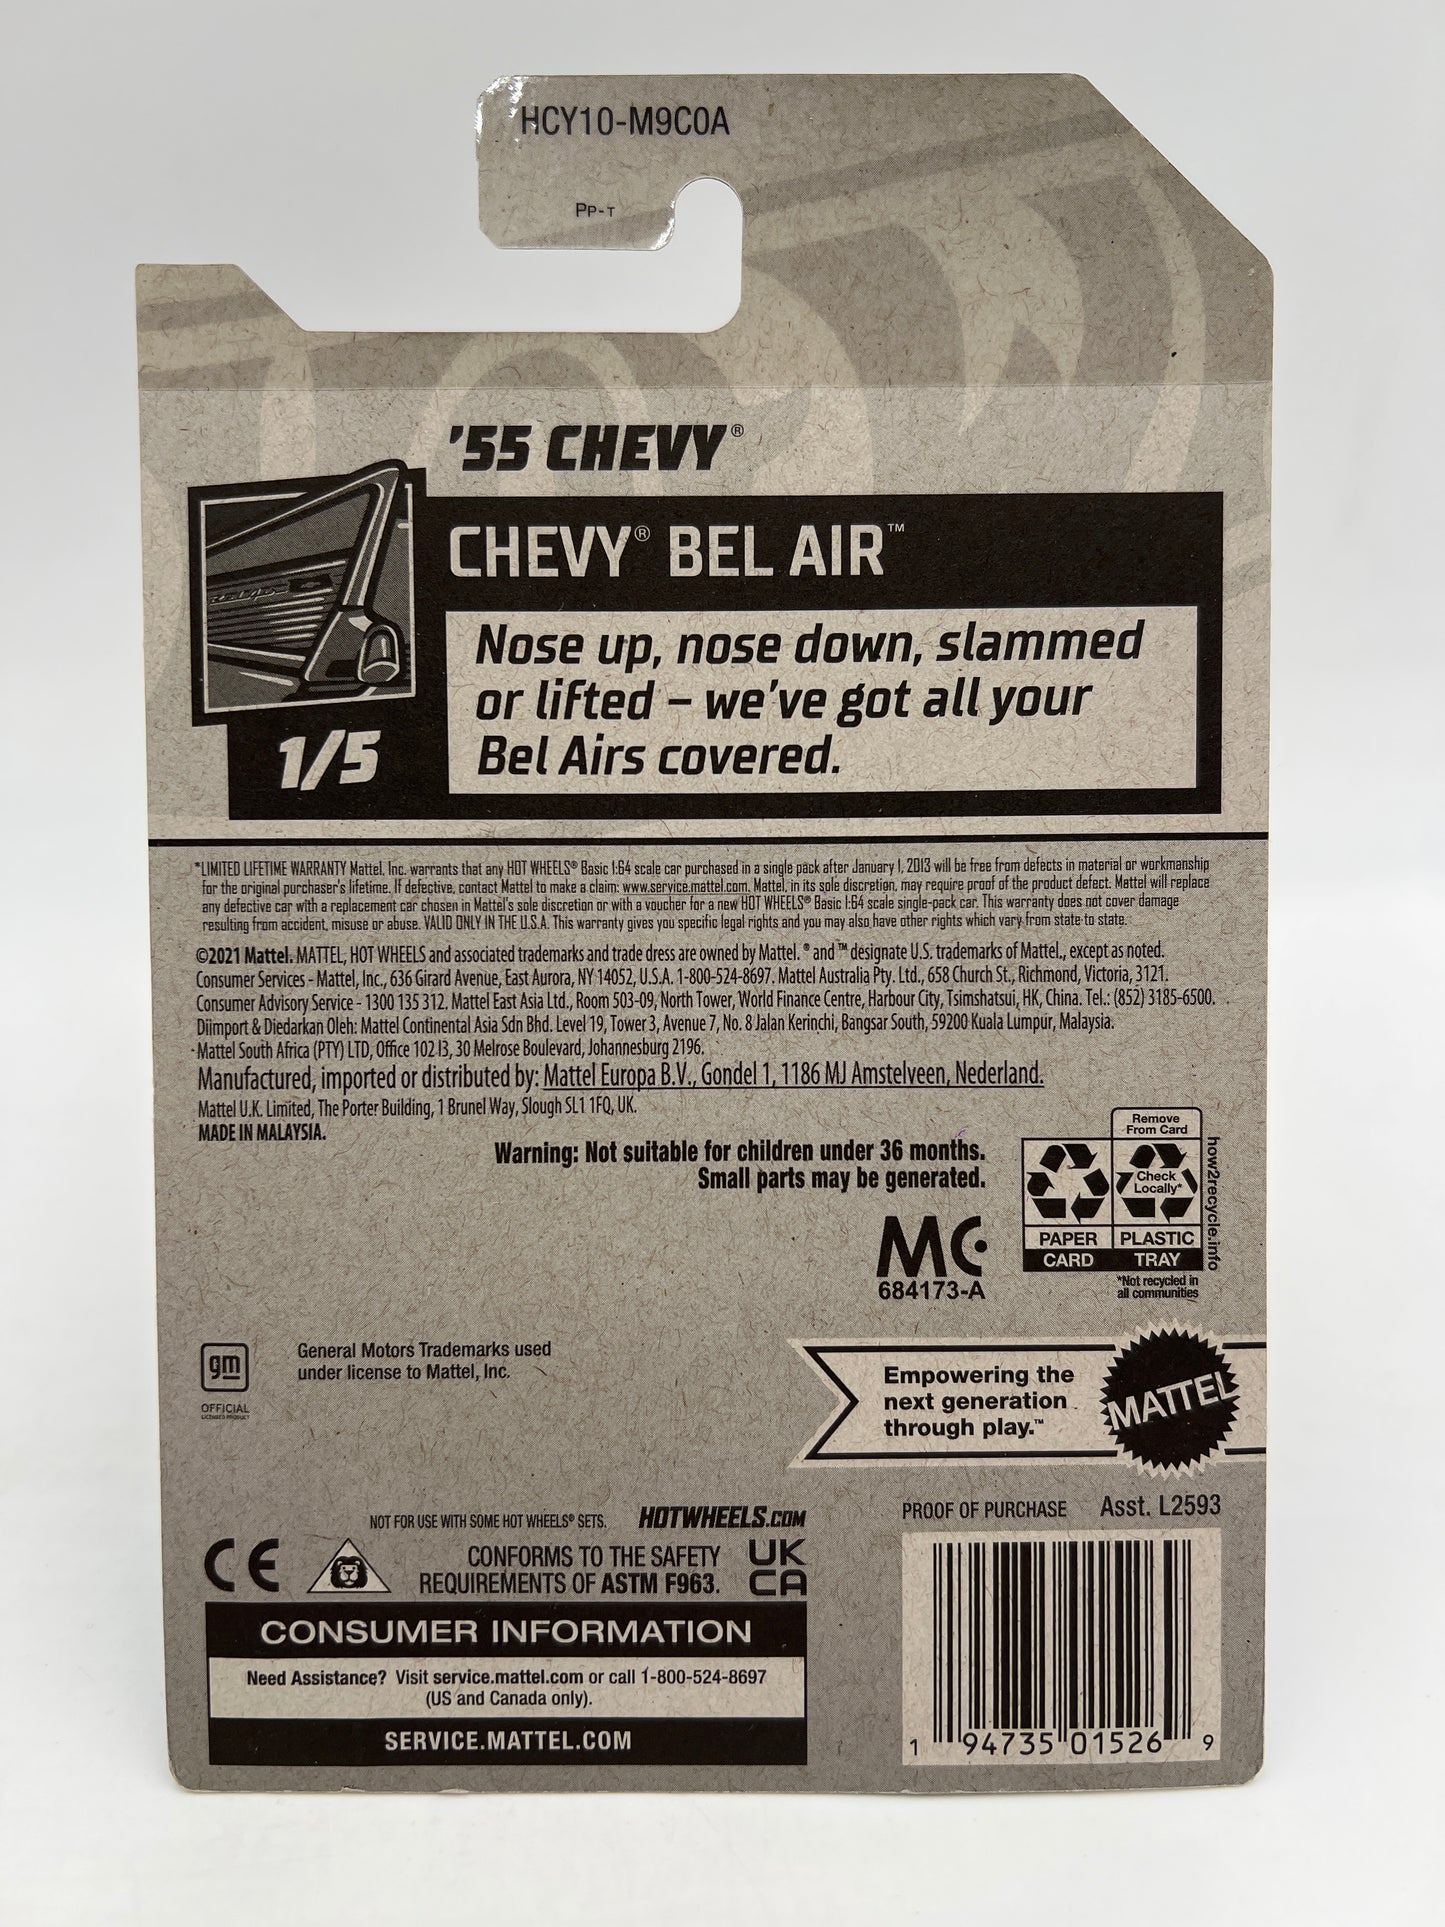 HCY10-M9C0A
PP-T
'55 CHEVY®
CHEVY® BEL AIR™
Nose up, nose down, slammed
or lifted – we've got all your
Bel Airs covered.
1/5
*LIMITED LIFETIME WARRANTY Mattel, Inc. warrants that any HOT WHEELS® Basic 1:64 scale car purchased in a single pack after January 1, 2013 will be free from defects in material or workmanship
for the original purchaser's lifetime. If defective, contact Mattel to make a claim: www.service.mattel.com. Mattel, in its sole discretion, may require proof of the product defect. Mattel will replace
any defective car with a replacement car chosen in Mattel's sole discretion or with a voucher for a new HOT WHEELS® Basic 1:64 scale single-pack car. This warranty does not cover damage
resulting from accident, misuse or abuse. VALID ONLY IN THE U.S.A. This warranty gives you specific legal rights and you may also have other rights which vary from state to state.
©2021 Mattel. MATTEL, HOT WHEELS and associated trademarks and trade dress are owned by Mattel. ® and ™ designate U.S. trademarks of Mattel., except as noted.
Consumer Services - Mattel, Inc., 636 Girard Avenue, East Aurora, NY 14052, U.S.A. 1-800-524-8697. Mattel Australia Pty. Ltd., 658 Church St., Richmond, Victoria, 3121.
Consumer Advisory Service - 1300 135 312. Mattel East Asia Ltd., Room 503-09, North Tower, World Finance Centre, Harbour City, Tsimshatsui, HK, China. Tel.: (852) 3185-6500.
Diimport & Diedarkan Oleh: Mattel Continental Asia Sdn Bhd. Level 19, Tower 3, Avenue 7, No. 8 Jalan Kerinchi, Bangsar South, 59200 Kuala Lumpur, Malaysia.
Mattel South Africa (PTY) LTD, Office 102 I3, 30 Melrose Boulevard, Johannesburg 2196.
Manufactured, imported or distributed by: Mattel Europa B.V., Gondel 1, 1186 MJ Amstelveen, Nederland.
Mattel U.K. Limited, The Porter Building, 1 Brunel Way, Slough SL1 1FQ, UK.
MADE IN MALAYSIA.
Warning: Not suitable for children under 36 months.
Small parts may be generated.
Remove
From Card
Check
Locally*
PAPER
PLASTIC
CARD
TRAY
*Not recycled in
all communities
how2recycle.info
MC
684173-A
gm
OFFICIAL
LICENSED PRODUCT
General Motors Trademarks used
under license to Mattel, Inc.
Empowering the
next generation
through play.™
MATTEL
NOT FOR USE WITH SOME HOT WHEELS® SETS.
HOTWHEELS.COM
PROOF OF PURCHASE
Asst. L2593
CE
CONFORMS TO THE SAFETY
REQUIREMENTS OF ASTM F963.
UK
CA
CONSUMER INFORMATION
Need Assistance? Visit service.mattel.com or call 1-800-524-8697
(US and Canada only).
SERVICE.MATTEL.COM
1 94735 01526 9